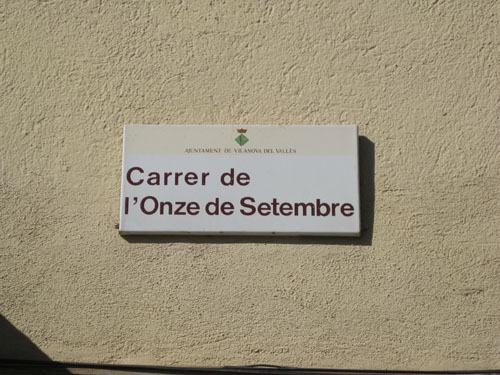 AJUNTAMENT DE VILANOVA DEL VALLÈS
Carrer de
l'Onze de Setembre